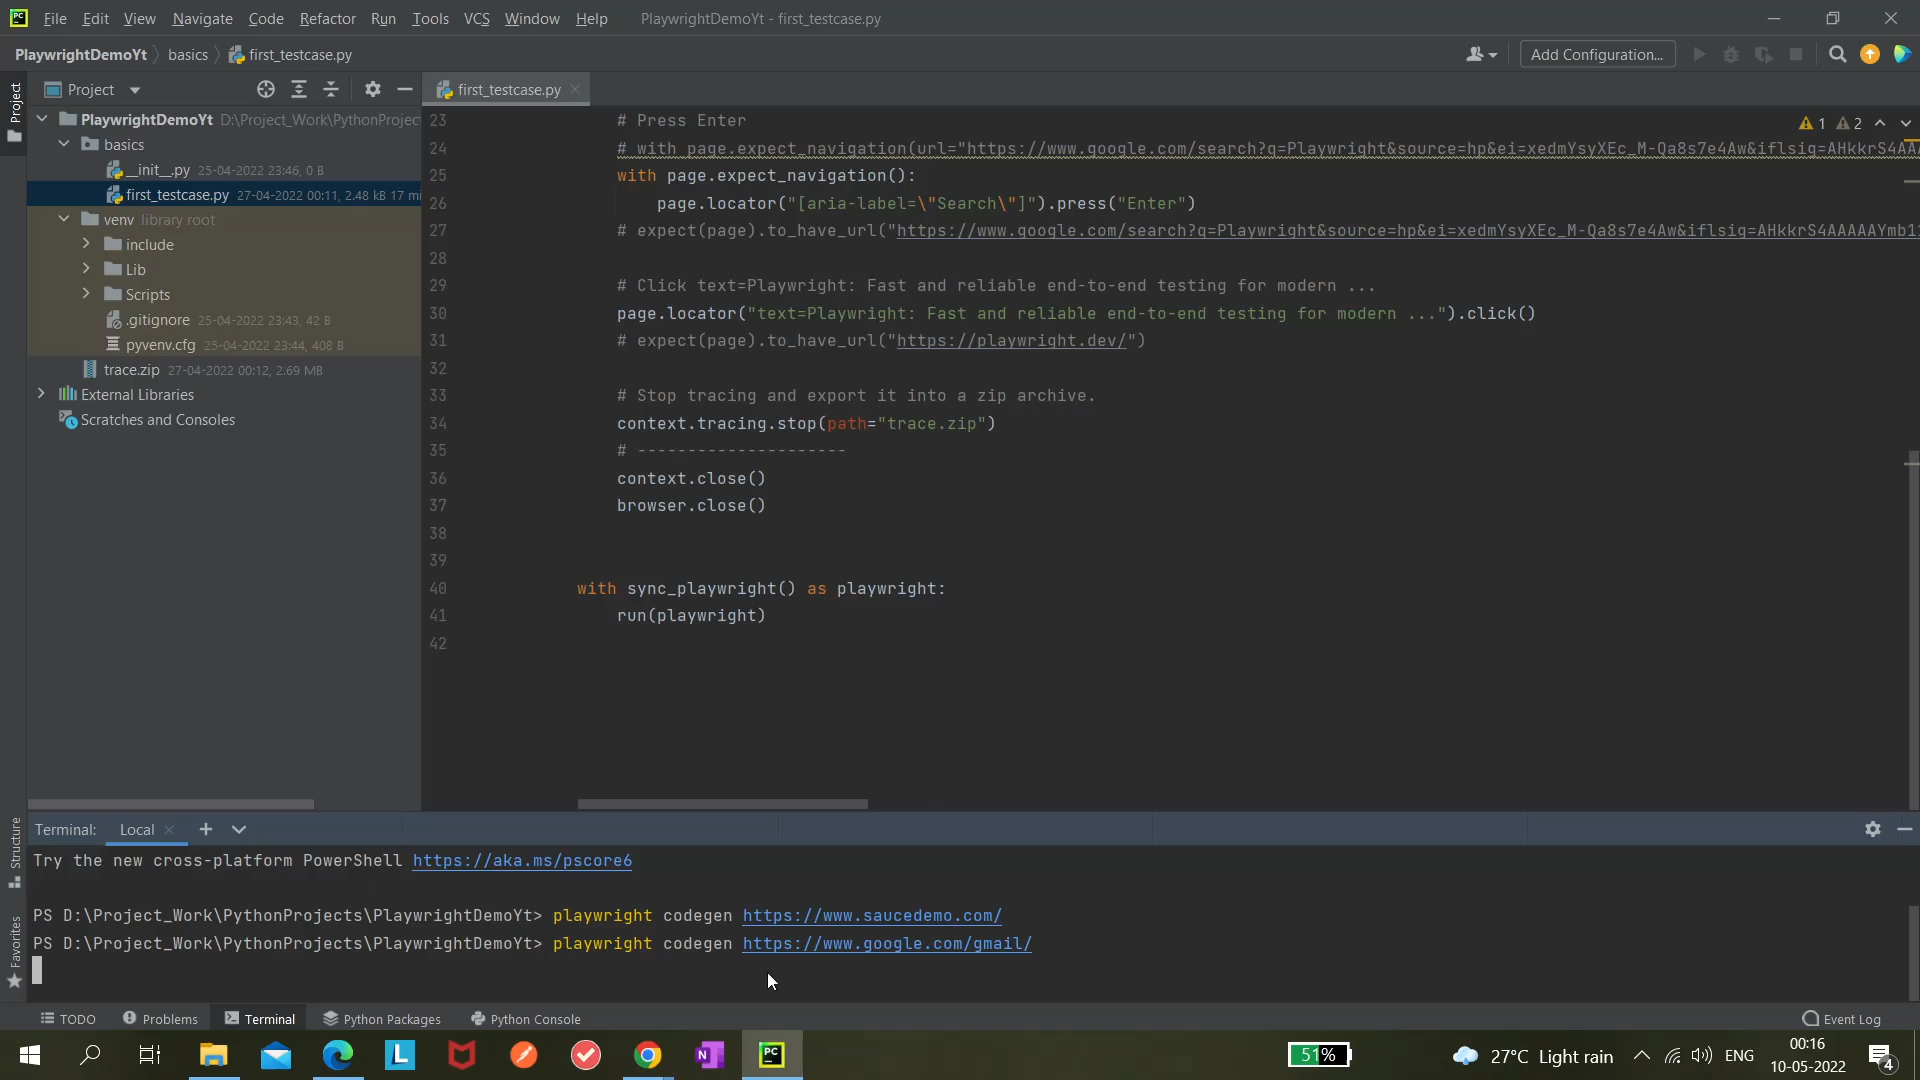 File Edit View Navigate Code Refactor Run Tools VCS Window Help PlaywrightDemoYt - first_testcase.py
PlaywrightDemoYt basics first_testcase.py Add Configuration...
Project
Project
first_testcase.py
PlaywrightDemoYt D:\Project_Work\PythonProjec
basics
__init__.py 25-04-2022 23:46, 0 B
first_testcase.py 27-04-2022 00:11, 2.48 kB 17 mi
venv library root
include
Lib
Scripts
.gitignore 25-04-2022 23:43, 42 B
pyvenv.cfg 25-04-2022 23:44, 408 B
trace.zip 27-04-2022 00:12, 2.69 MB
External Libraries
Scratches and Consoles
1 2
23 # Press Enter
24 # with page.expect_navigation(url="https://www.google.com/search?q=Playwright&source=hp&ei=xedmYsyXEc_M-Qa8s7e4Aw&iflsig=AHkkrS4AAA
25 with page.expect_navigation():
26 page.locator("[aria-label=\"Search\"]").press("Enter")
27 # expect(page).to_have_url("https://www.google.com/search?q=Playwright&source=hp&ei=xedmYsyXEc_M-Qa8s7e4Aw&iflsig=AHkkrS4AAAAAYmb1
28
29 # Click text=Playwright: Fast and reliable end-to-end testing for modern ...
30 page.locator("text=Playwright: Fast and reliable end-to-end testing for modern ...").click()
31 # expect(page).to_have_url("https://playwright.dev/")
32
33 # Stop tracing and export it into a zip archive.
34 context.tracing.stop(path="trace.zip")
35 # ---------------------
36 context.close()
37 browser.close()
38
39
40 with sync_playwright() as playwright:
41 run(playwright)
42
Structure
Favorites
Terminal: Local
Try the new cross-platform PowerShell https://aka.ms/pscore6
PS D:\Project_Work\PythonProjects\PlaywrightDemoYt> playwright codegen https://www.saucedemo.com/
PS D:\Project_Work\PythonProjects\PlaywrightDemoYt> playwright codegen https://www.google.com/gmail/
TODO Problems Terminal Python Packages Python Console Event Log
51% 27°C Light rain ENG 00:16
10-05-2022 4